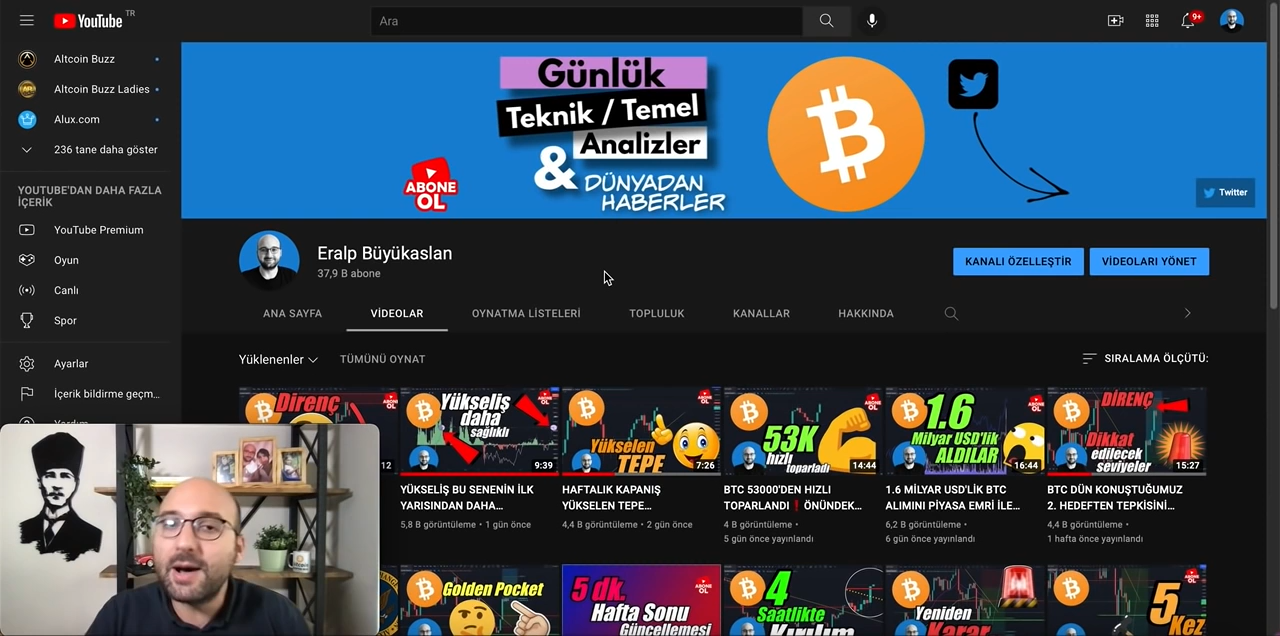 YouTube TR
Ara
9+
Altcoin Buzz
Altcoin Buzz Ladies
Alux.com
236 tane daha göster
YOUTUBE'DAN DAHA FAZLA
İÇERİK
YouTube Premium
Oyun
Canlı
Spor
Ayarlar
İçerik bildirme geçm...
Yardım
Günlük
Teknik / Temel
Analizler
& DÜNYADAN
HABERLER
ABONE
OL
Twitter
Eralp Büyükaslan
37,9 B abone
KANALI ÖZELLEŞTİR
VİDEOLARI YÖNET
ANA SAYFA
VİDEOLAR
OYNATMA LİSTELERİ
TOPLULUK
KANALLAR
HAKKINDA
Yüklenenler
TÜMÜNÜ OYNAT
SIRALAMA ÖLÇÜTÜ:
Direnç
12
Yükseliş
daha
sağlıklı
9:39
YÜKSELİŞ BU SENENİN İLK
YARISINDAN DAHA...
5,8 B görüntüleme • 1 gün önce
Yükselen
TEPE
7:26
HAFTALIK KAPANIŞ
YÜKSELEN TEPE...
4,4 B görüntüleme • 2 gün önce
53K
hızlı
toparladı
14:44
BTC 53000'DEN HIZLI
TOPARLANDI❗ÖNÜNDEK...
4 B görüntüleme •
5 gün önce yayınlandı
1.6
Milyar USD'lik
ALDILAR
16:44
1.6 MİLYAR USD'LİK BTC
ALIMINI PİYASA EMRİ İLE...
6,2 B görüntüleme •
6 gün önce yayınlandı
DİRENÇ
Dikkat
edilecek
seviyeler
15:27
BTC DÜN KONUŞTUĞUMUZ
2. HEDEFTEN TEPKİSİNİ...
4,4 B görüntüleme •
1 hafta önce yayınlandı
Golden Pocket
5 dk.
Hafta Sonu
Güncellemesi
4
Saatlikte
Kırılım
Yeniden
Karar
5
Kez